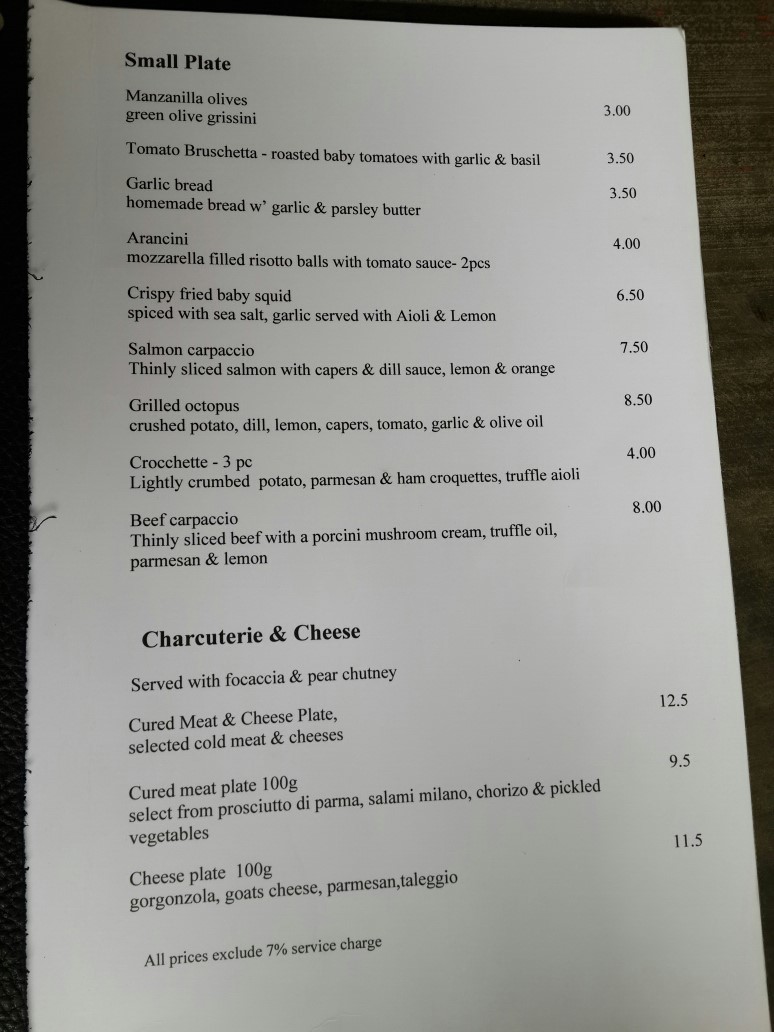 Small Plate
Manzanilla olives
green olive grissini
3.00
Tomato Bruschetta - roasted baby tomatoes with garlic & basil
3.50
Garlic bread
homemade bread w' garlic & parsley butter
3.50
Arancini
mozzarella filled risotto balls with tomato sauce- 2pcs
4.00
Crispy fried baby squid
spiced with sea salt, garlic served with Aioli & Lemon
6.50
Salmon carpaccio
Thinly sliced salmon with capers & dill sauce, lemon & orange
7.50
Grilled octopus
crushed potato, dill, lemon, capers, tomato, garlic & olive oil
8.50
Crocchette - 3 pc
Lightly crumbed  potato, parmesan & ham croquettes, truffle aioli
4.00
Beef carpaccio
Thinly sliced beef with a porcini mushroom cream, truffle oil,
parmesan & lemon
8.00
Charcuterie & Cheese
Served with focaccia & pear chutney
Cured Meat & Cheese Plate,
selected cold meat & cheeses
12.5
Cured meat plate 100g
select from prosciutto di parma, salami milano, chorizo & pickled
vegetables
9.5
Cheese plate  100g
gorgonzola, goats cheese, parmesan,taleggio
11.5
All prices exclude 7% service charge